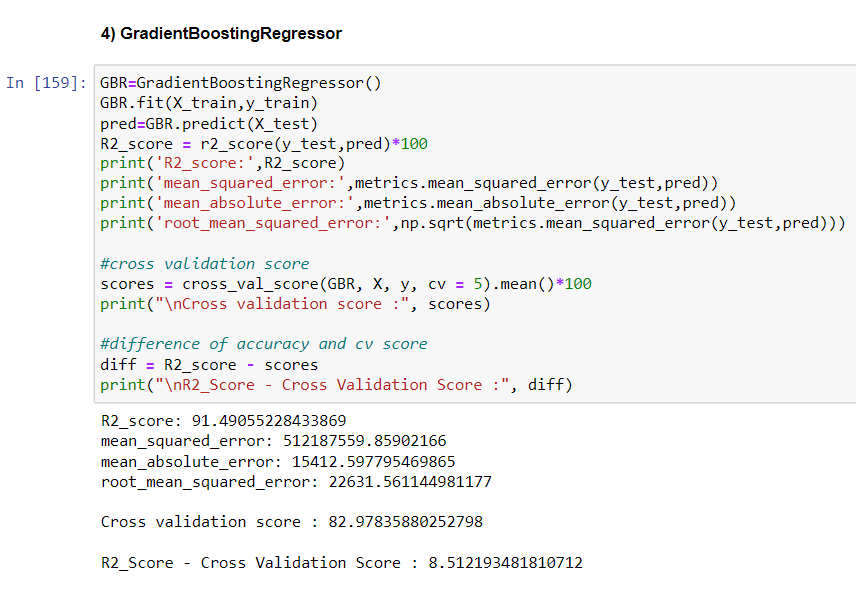 4) GradientBoostingRegressor
In [159]: GBR=GradientBoostingRegressor()
GBR.fit(X_train,y_train)
pred=GBR.predict(X_test)
R2_score = r2_score(y_test,pred)*100
print('R2_score:',R2_score)
print('mean_squared_error:',metrics.mean_squared_error(y_test,pred))
print('mean_absolute_error:',metrics.mean_absolute_error(y_test,pred))
print('root_mean_squared_error:',np.sqrt(metrics.mean_squared_error(y_test,pred)))
#cross validation score
scores = cross_val_score(GBR, X, y, cv = 5).mean()*100
print("\nCross validation score :", scores)
#difference of accuracy and cv score
diff = R2_score - scores
print("\nR2_Score - Cross Validation Score :", diff)
R2_score: 91.49055228433869
mean_squared_error: 512187559.85902166
mean_absolute_error: 15412.597795469865
root_mean_squared_error: 22631.561144981177
Cross validation score : 82.97835880252798
R2_Score - Cross Validation Score : 8.512193481810712